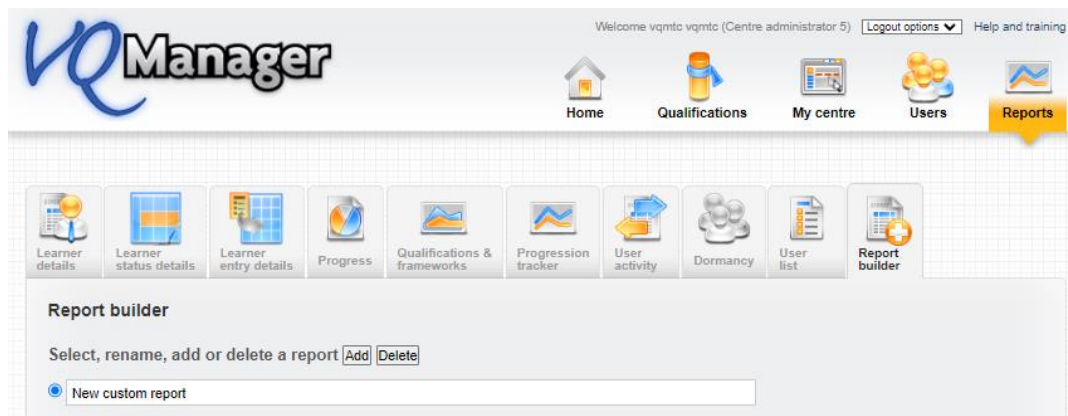 Welcome vqmtc vqmtc (Centre administrator 5) Logout options Help and training
VQManager
Home Qualifications My centre Users Reports
Learner details
Learner status details
Learner entry details
Progress
Qualifications & frameworks
Progression tracker
User activity
Dormancy
User list
Report builder
Report builder
Select, rename, add or delete a report Add Delete
New custom report